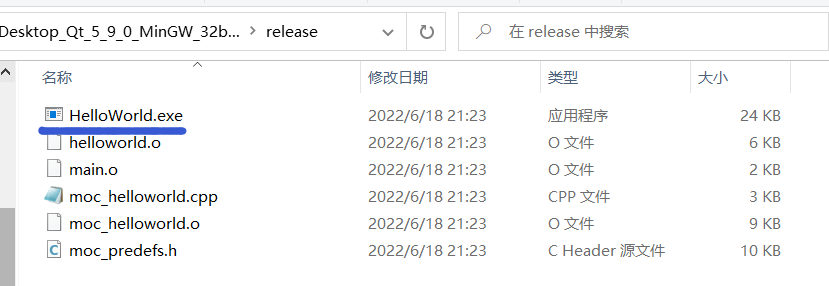 Desktop_Qt_5_9_0_MinGW_32b... > release 在 release 中搜索
名称 修改日期 类型 大小
HelloWorld.exe 2022/6/18 21:23 应用程序 24 KB
helloworld.o 2022/6/18 21:23 O 文件 6 KB
main.o 2022/6/18 21:23 O 文件 2 KB
moc_helloworld.cpp 2022/6/18 21:23 CPP 文件 3 KB
moc_helloworld.o 2022/6/18 21:23 O 文件 9 KB
moc_predefs.h 2022/6/18 21:23 C Header 源文件 10 KB